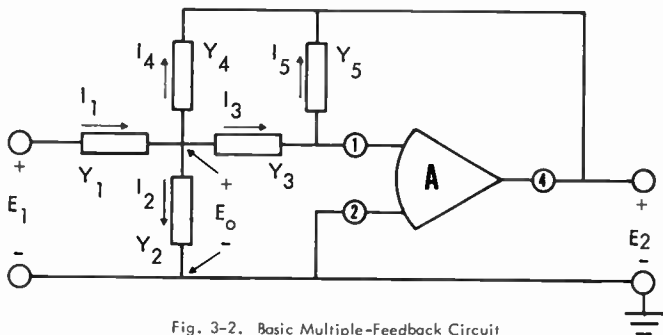 I4 Y4 I5 Y5
I1 I3
+ Y1 Y3 1 A 4
E1 I2 + E0 2 + E2
- Y2 - -
Fig. 3-2. Basic Multiple-Feedback Circuit